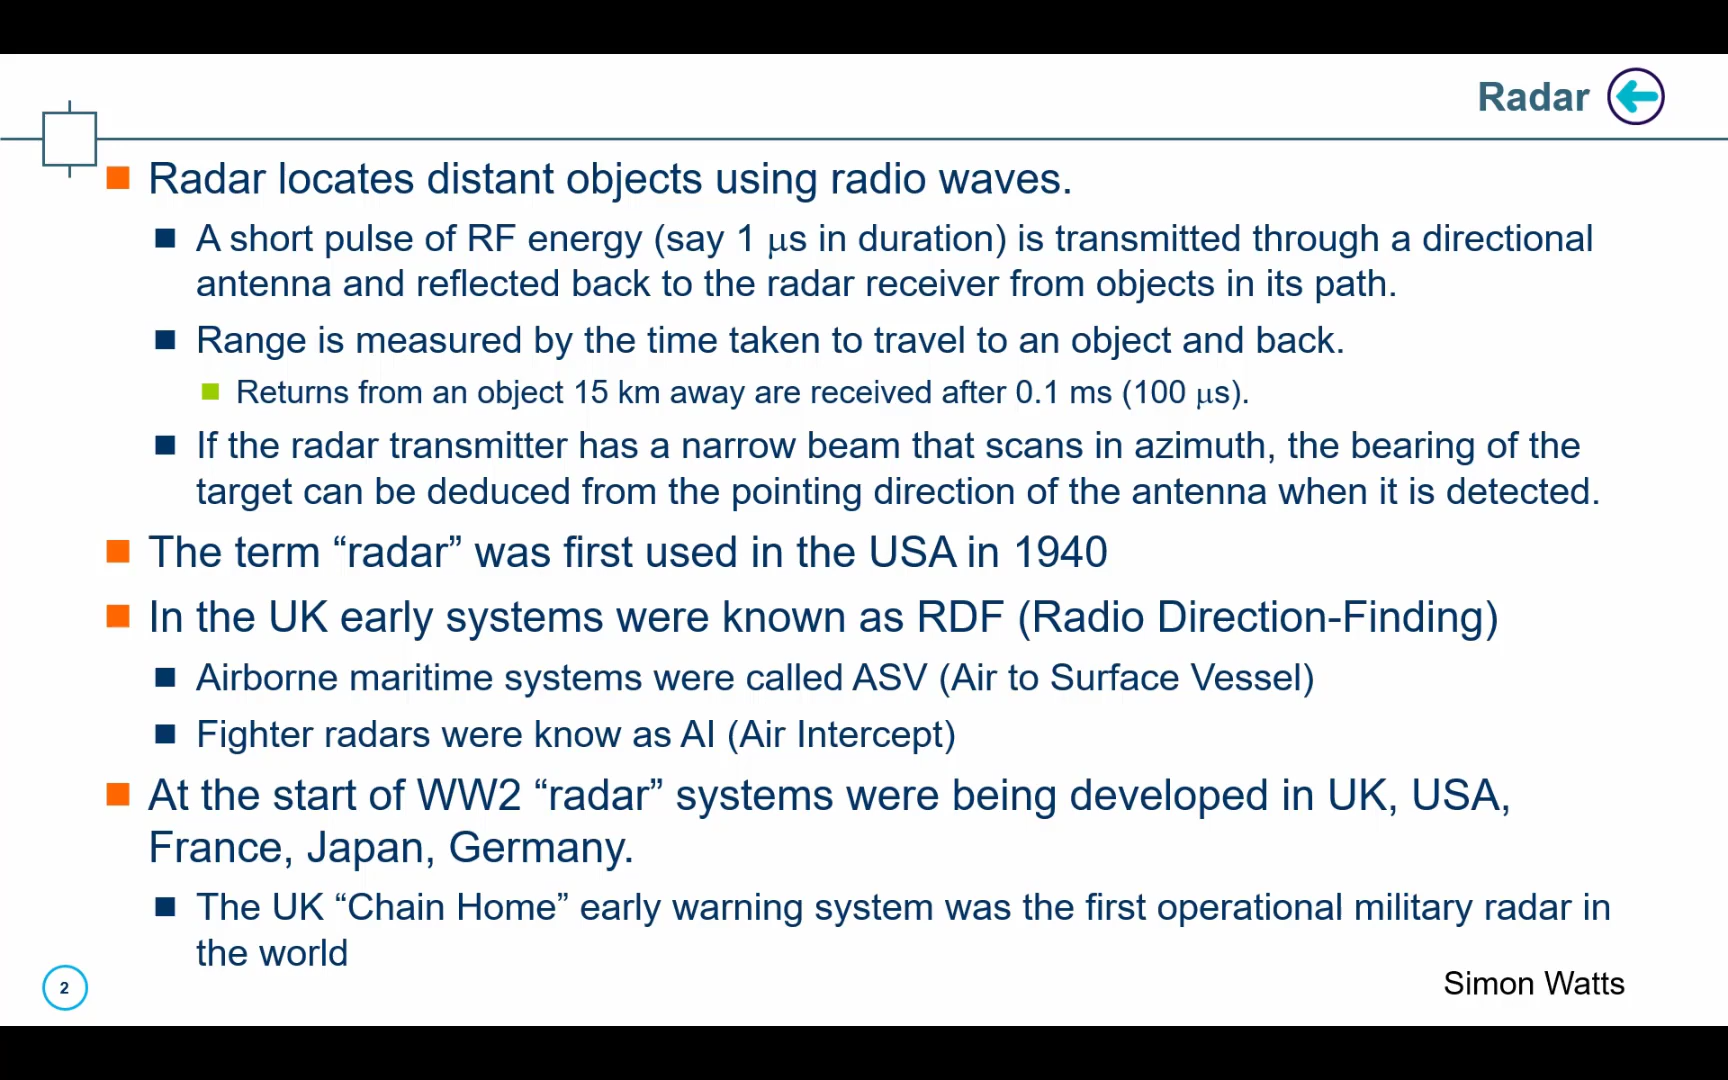 Radar
Radar locates distant objects using radio waves.
A short pulse of RF energy (say 1 μs in duration) is transmitted through a directional
antenna and reflected back to the radar receiver from objects in its path.
Range is measured by the time taken to travel to an object and back.
Returns from an object 15 km away are received after 0.1 ms (100 μs).
If the radar transmitter has a narrow beam that scans in azimuth, the bearing of the
target can be deduced from the pointing direction of the antenna when it is detected.
The term “radar” was first used in the USA in 1940
In the UK early systems were known as RDF (Radio Direction-Finding)
Airborne maritime systems were called ASV (Air to Surface Vessel)
Fighter radars were know as AI (Air Intercept)
At the start of WW2 “radar” systems were being developed in UK, USA,
France, Japan, Germany.
The UK “Chain Home” early warning system was the first operational military radar in
the world
2
Simon Watts